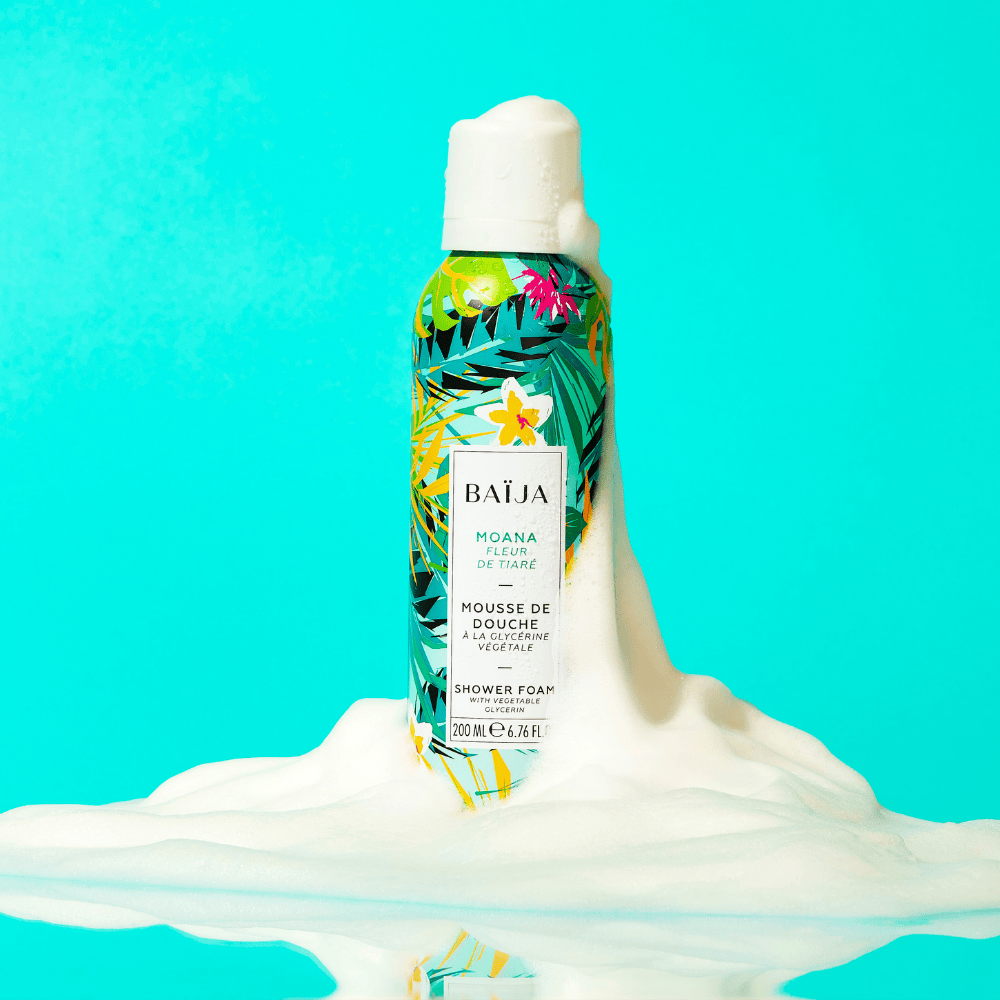 BAÏJA
MOANA
FLEUR
DE TIARÉ
MOUSSE DE
DOUCHE
À LA GLYCÉRINE
VÉGÉTALE
SHOWER FOAM
WITH VEGETABLE
GLYCERIN
200 ML ℮ 6.76 FL.